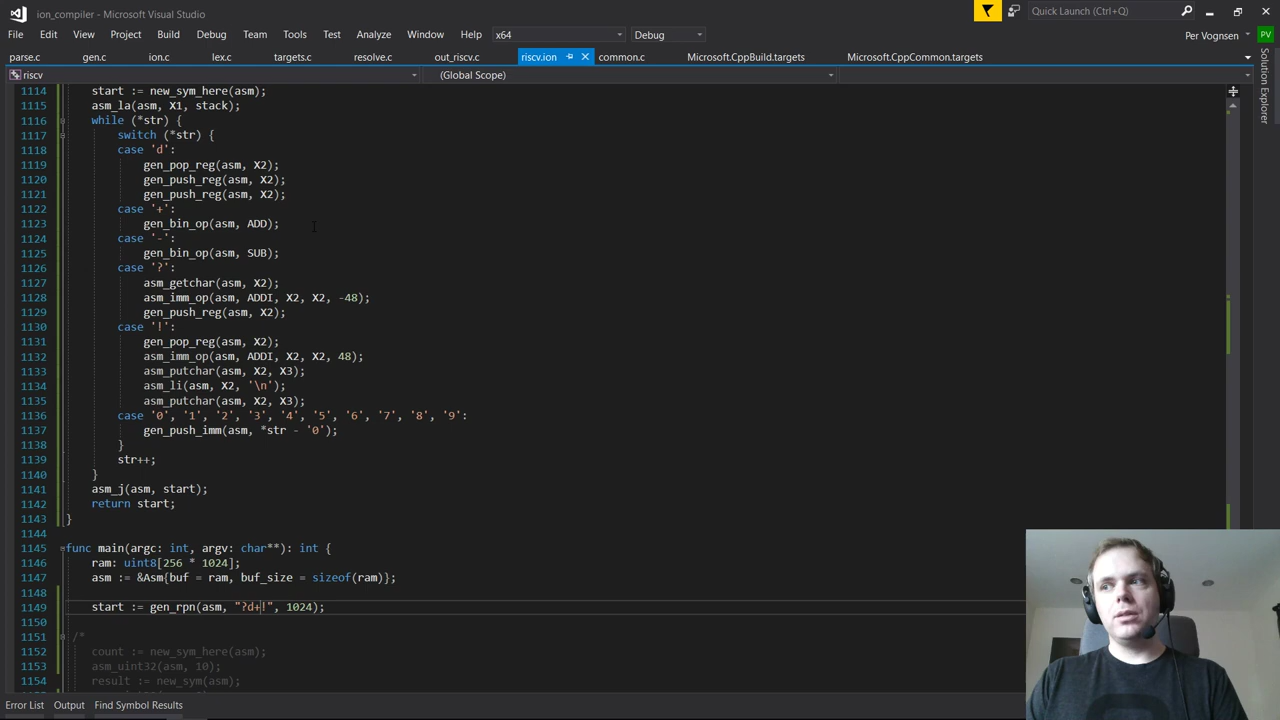 ion_compiler - Microsoft Visual Studio
Quick Launch (Ctrl+Q)
File Edit View Project Build Debug Team Tools Test Analyze Window Help x64 Debug
Per Vognsen PV
parse.c gen.c ion.c lex.c targets.c resolve.c out_riscv.c riscv.ion common.c Microsoft.CppBuild.targets Microsoft.CppCommon.targets
riscv (Global Scope)
Solution Explorer
1114 start := new_sym_here(asm);
1115 asm_la(asm, X1, stack);
1116 while (*str) {
1117 switch (*str) {
1118 case 'd':
1119 gen_pop_reg(asm, X2);
1120 gen_push_reg(asm, X2);
1121 gen_push_reg(asm, X2);
1122 case '+':
1123 gen_bin_op(asm, ADD);
1124 case '-':
1125 gen_bin_op(asm, SUB);
1126 case '?':
1127 asm_getchar(asm, X2);
1128 asm_imm_op(asm, ADDI, X2, X2, -48);
1129 gen_push_reg(asm, X2);
1130 case '!':
1131 gen_pop_reg(asm, X2);
1132 asm_imm_op(asm, ADDI, X2, X2, 48);
1133 asm_putchar(asm, X2, X3);
1134 asm_li(asm, X2, '\n');
1135 asm_putchar(asm, X2, X3);
1136 case '0', '1', '2', '3', '4', '5', '6', '7', '8', '9':
1137 gen_push_imm(asm, *str - '0');
1138 }
1139 str++;
1140 }
1141 asm_j(asm, start);
1142 return start;
1143 }
1144
1145 func main(argc: int, argv: char**): int {
1146 ram: uint8[256 * 1024];
1147 asm := &Asm{buf = ram, buf_size = sizeof(ram)};
1148
1149 start := gen_rpn(asm, "?d+!", 1024);
1150
1151 /*
1152 count := new_sym_here(asm);
1153 asm_uint32(asm, 10);
1154 result := new_sym(asm);
Error List Output Find Symbol Results